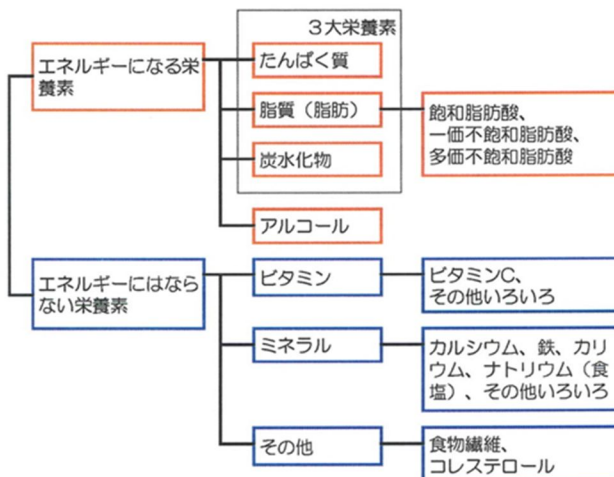 3大栄養素
エネルギーになる栄
養素
たんぱく質
脂質（脂肪）
飽和脂肪酸、
一価不飽和脂肪酸、
多価不飽和脂肪酸
炭水化物
アルコール
エネルギーにはなら
ない栄養素
ビタミン
ビタミンC、
その他いろいろ
ミネラル
カルシウム、鉄、カリ
ウム、ナトリウム（食
塩）、その他いろいろ
その他
食物繊維、
コレステロール